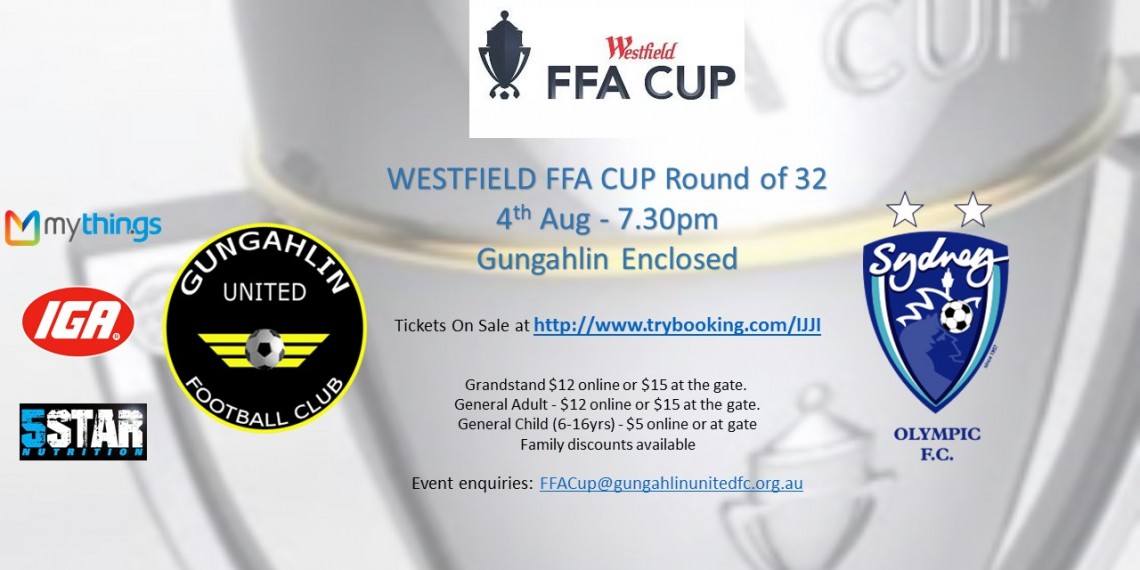 A CUP
Westfield
FFA CUP
WESTFIELD FFA CUP Round of 32
4th Aug - 7.30pm
Gungahlin Enclosed
mythings
IGA
5STAR
NUTRITION
GUNGAHLIN
UNITED
FOOTBALL CLUB
Tickets On Sale at http://www.trybooking.com/IJJI
Grandstand $12 online or $15 at the gate.
General Adult - $12 online or $15 at the gate.
General Child (6-16yrs) - $5 online or at gate
Family discounts available
Event enquiries: FFACup@gungahlinunitedfc.org.au
Sydney
since 1957
OLYMPIC
F.C.